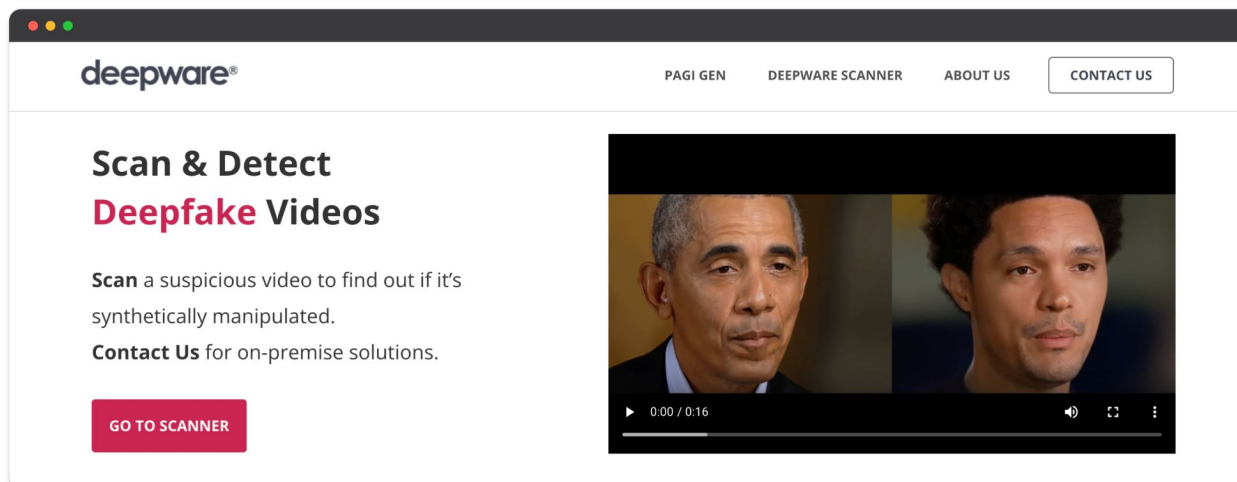 deepware®
PAGI GEN
DEEPWARE SCANNER
ABOUT US
CONTACT US
Scan & Detect
Deepfake Videos
Scan a suspicious video to find out if it’s
synthetically manipulated.
Contact Us for on-premise solutions.
GO TO SCANNER
0:00 / 0:16